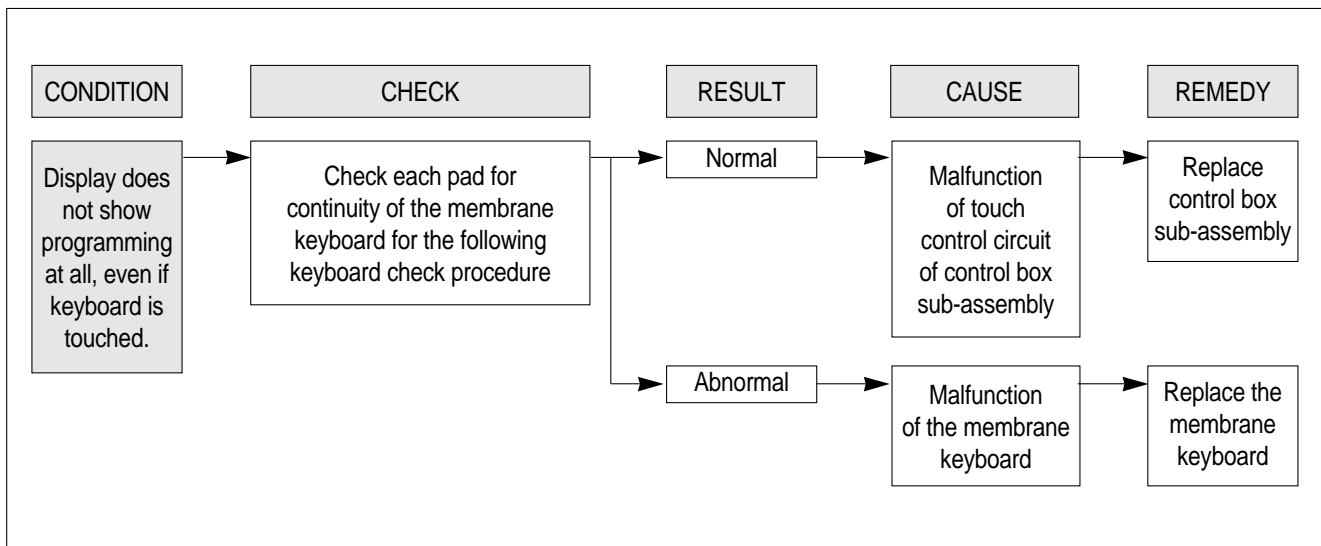 CONDITION
CHECK
RESULT
CAUSE
REMEDY
Display does
not show
programming
at all, even if
keyboard is
touched.
Check each pad for
continuity of the membrane
keyboard for the following
keyboard check procedure
Normal
Malfunction
of touch
control circuit
of control box
sub-assembly
Replace
control box
sub-assembly
Abnormal
Malfunction
of the membrane
keyboard
Replace the
membrane
keyboard